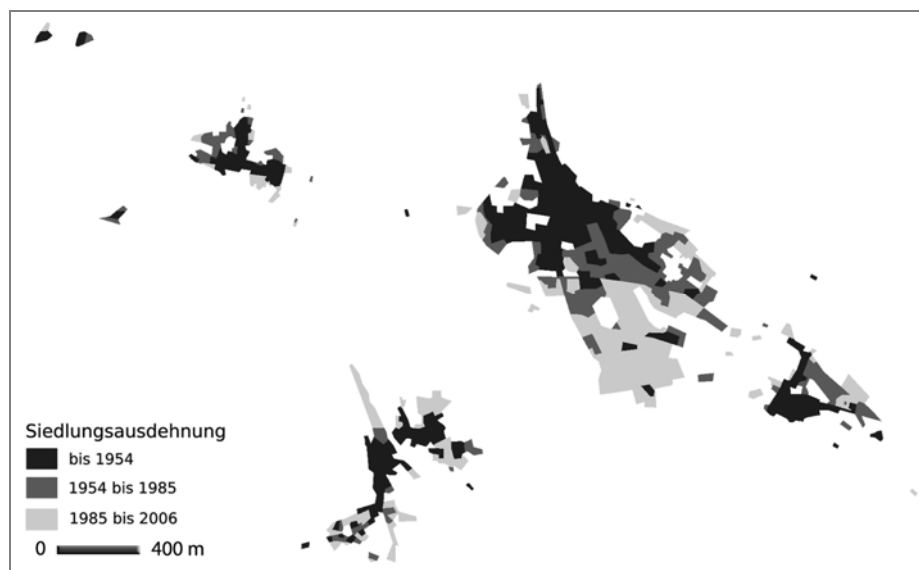 Siedlungsausdehnung
bis 1954
1954 bis 1985
1985 bis 2006
0 400 m